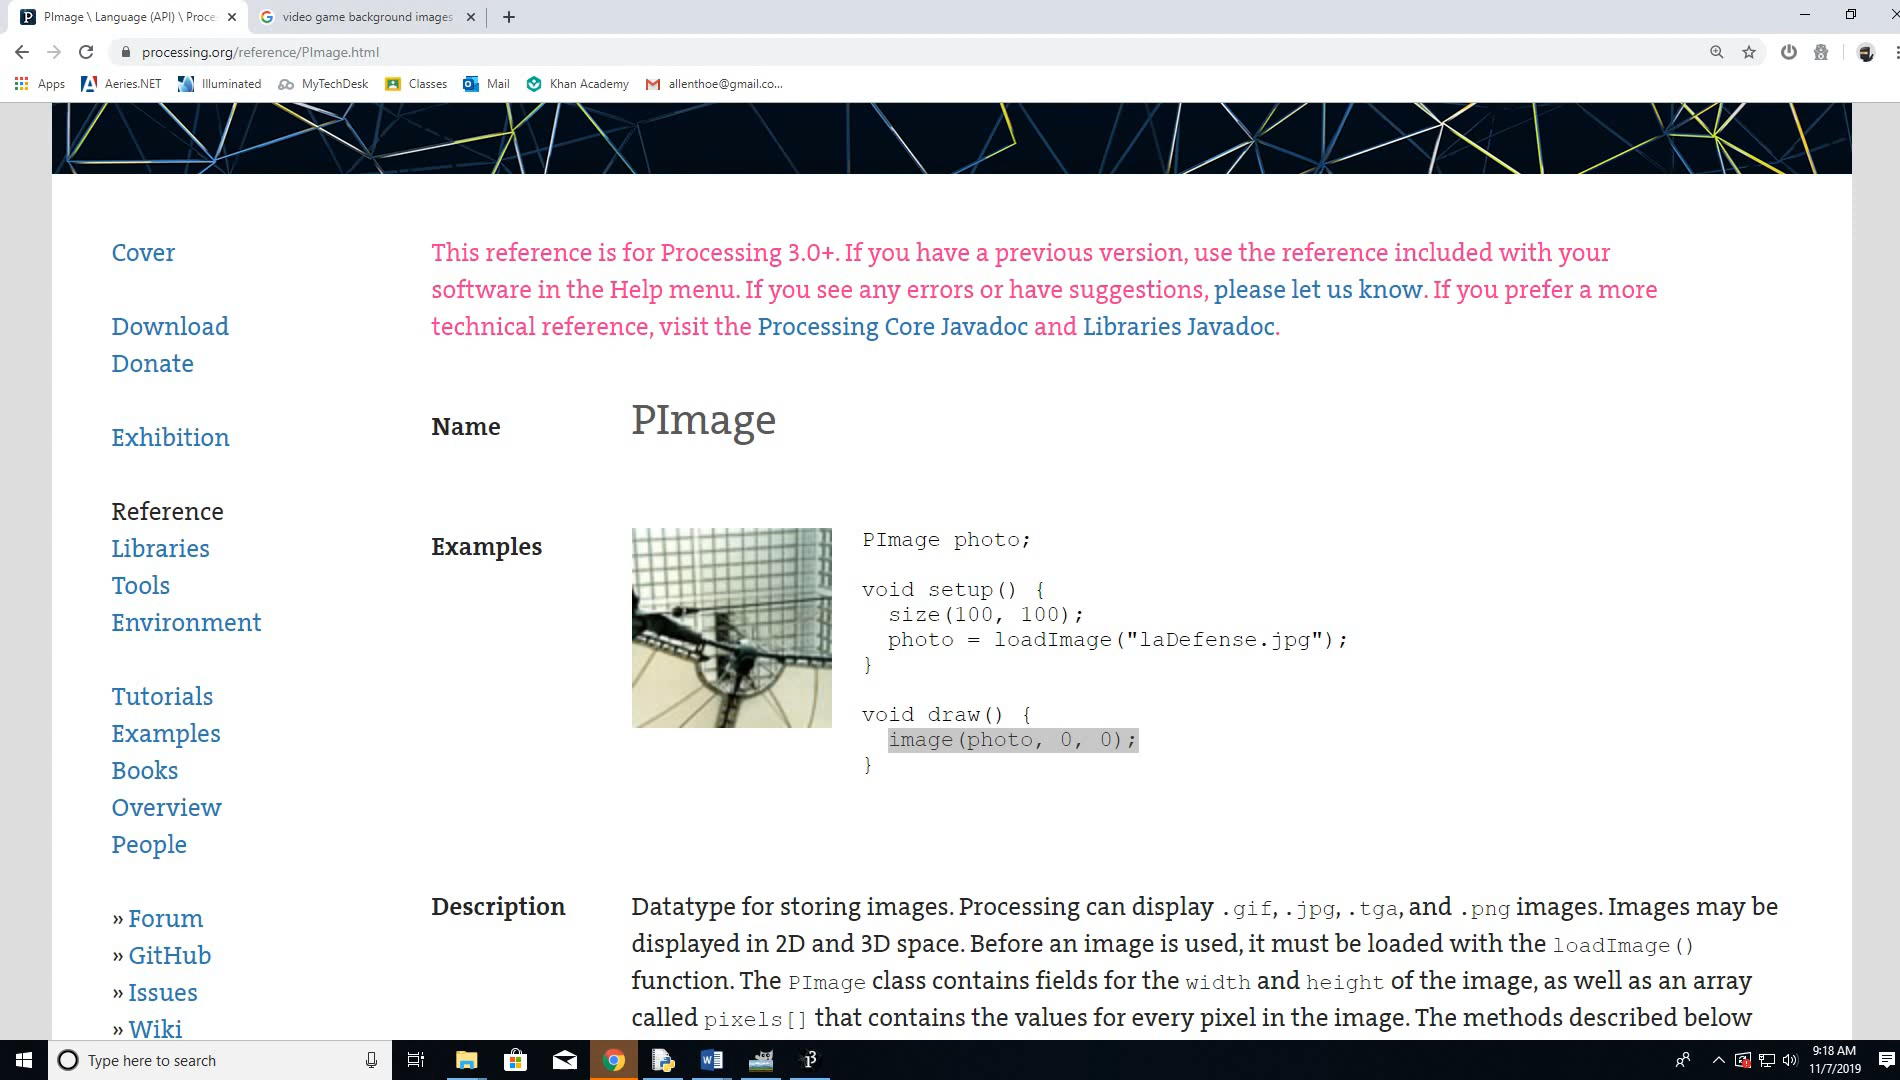 PImage \ Language (API) \ Proce
video game background images
processing.org/reference/PImage.html
Apps
Aeries.NET
Illuminated
MyTechDesk
Classes
Mail
Khan Academy
allenthoe@gmail.co...
Cover
Download
Donate
Exhibition
Reference
Libraries
Tools
Environment
Tutorials
Examples
Books
Overview
People
» Forum
» GitHub
» Issues
» Wiki
This reference is for Processing 3.0+. If you have a previous version, use the reference included with your
software in the Help menu. If you see any errors or have suggestions, please let us know. If you prefer a more
technical reference, visit the Processing Core Javadoc and Libraries Javadoc.
Name
PImage
Examples
PImage photo;
void setup() {
size(100, 100);
photo = loadImage("laDefense.jpg");
}
void draw() {
image(photo, 0, 0);
}
Description
Datatype for storing images. Processing can display .gif, .jpg, .tga, and .png images. Images may be
displayed in 2D and 3D space. Before an image is used, it must be loaded with the loadImage()
function. The PImage class contains fields for the width and height of the image, as well as an array
called pixels[] that contains the values for every pixel in the image. The methods described below
Type here to search
9:18 AM
11/7/2019